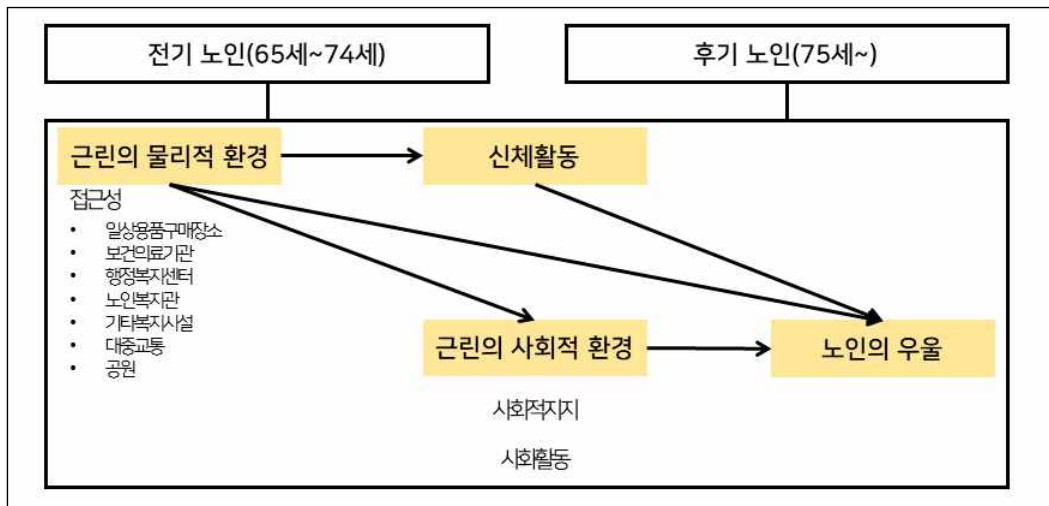 전기 노인(65세~74세)
후기 노인(75세~)
근린의 물리적 환경
신체활동
접근성
• 일상용품구매장소
• 보건의료기관
• 행정복지센터
• 노인복지관
• 기타복지시설
• 대중교통
• 공원
근린의 사회적 환경
노인의 우울
사회적지지
사회활동